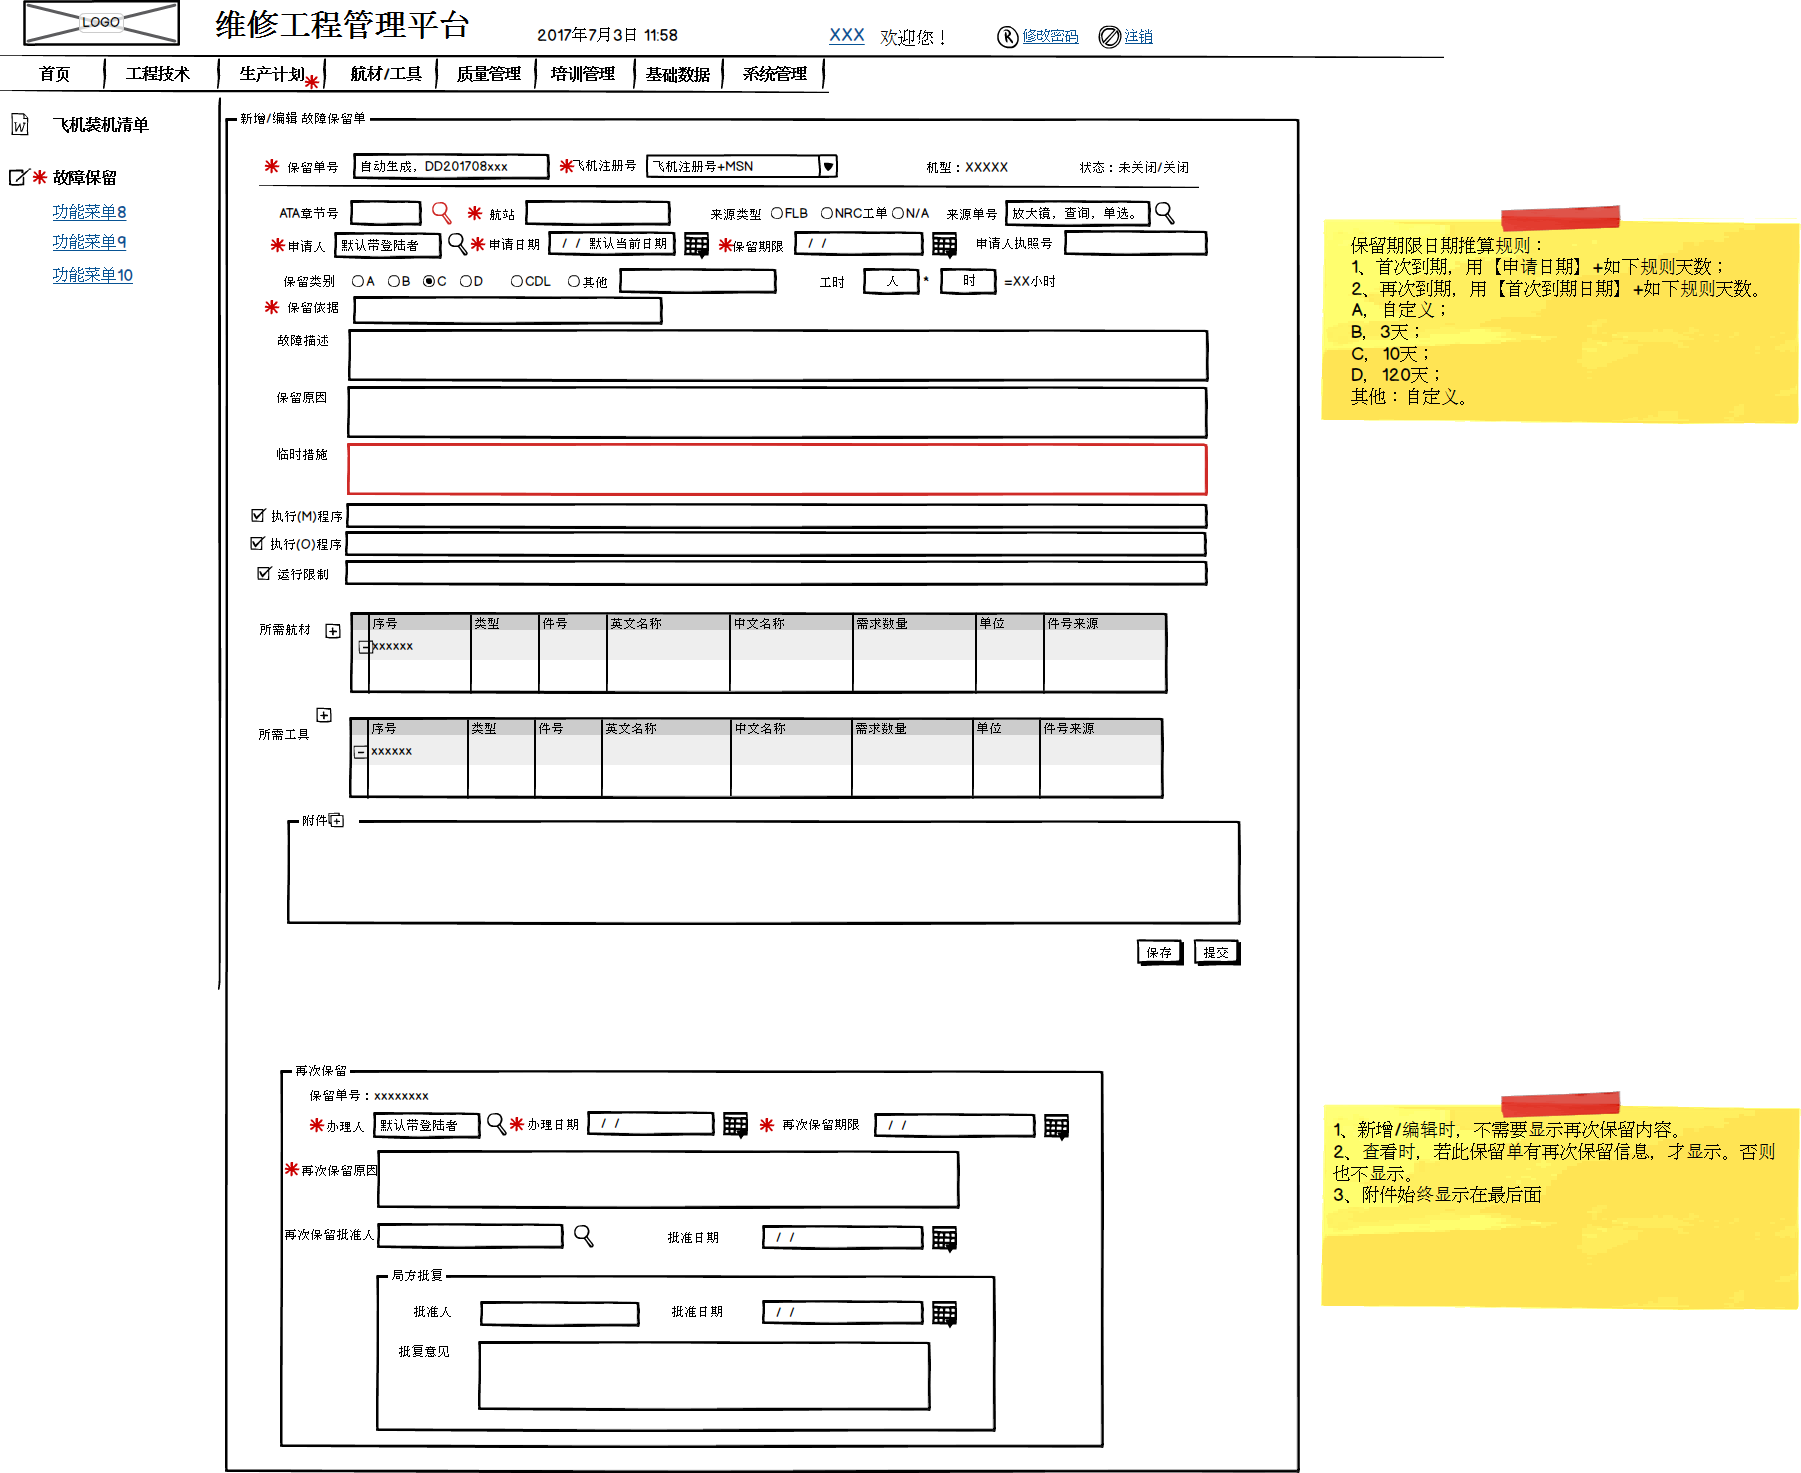 LOGO
维修工程管理平台
2017年7月3日 11:58
XXX 欢迎您！
修改密码 注销
首页 工程技术 生产计划 航材/工具 质量管理 培训管理 基础数据 系统管理
飞机装机清单
故障保留
功能菜单8
功能菜单9
功能菜单10
新增/编辑 故障保留单
保留单号 自动生成，DD201708xxx 飞机注册号 飞机注册号+MSN 机型：XXXXX 状态：未关闭/关闭
ATA章节号 航站 来源类型 FLB NRC工单 N/A 来源单号 放大镜，查询，单选。
申请人 默认带登陆者 申请日期 / / 默认当前日期 保留期限 / / 申请人执照号
保留类别 A B C D CDL 其他 工时 人 * 时 =XX小时
保留依据
故障描述
保留原因
临时措施
执行(M)程序
执行(O)程序
运行限制
所需航材 序号 类型 件号 英文名称 中文名称 需求数量 单位 件号来源
xxxxxx
所需工具 序号 类型 件号 英文名称 中文名称 需求数量 单位 件号来源
xxxxxx
附件
保存 提交
再次保留
保留单号：xxxxxxxx
办理人 默认带登陆者 办理日期 / / 再次保留期限 / /
再次保留原因
再次保留批准人 批准日期 / /
局方批复
批准人 批准日期 / /
批复意见
保留期限日期推算规则：
1、首次到期，用【申请日期】+如下规则天数；
2、再次到期，用【首次到期日期】+如下规则天数。
A，自定义；
B，3天；
C，10天；
D，120天；
其他：自定义。
1、新增/编辑时，不需要显示再次保留内容。
2、查看时，若此保留单有再次保留信息，才显示。否则
也不显示。
3、附件始终显示在最后面